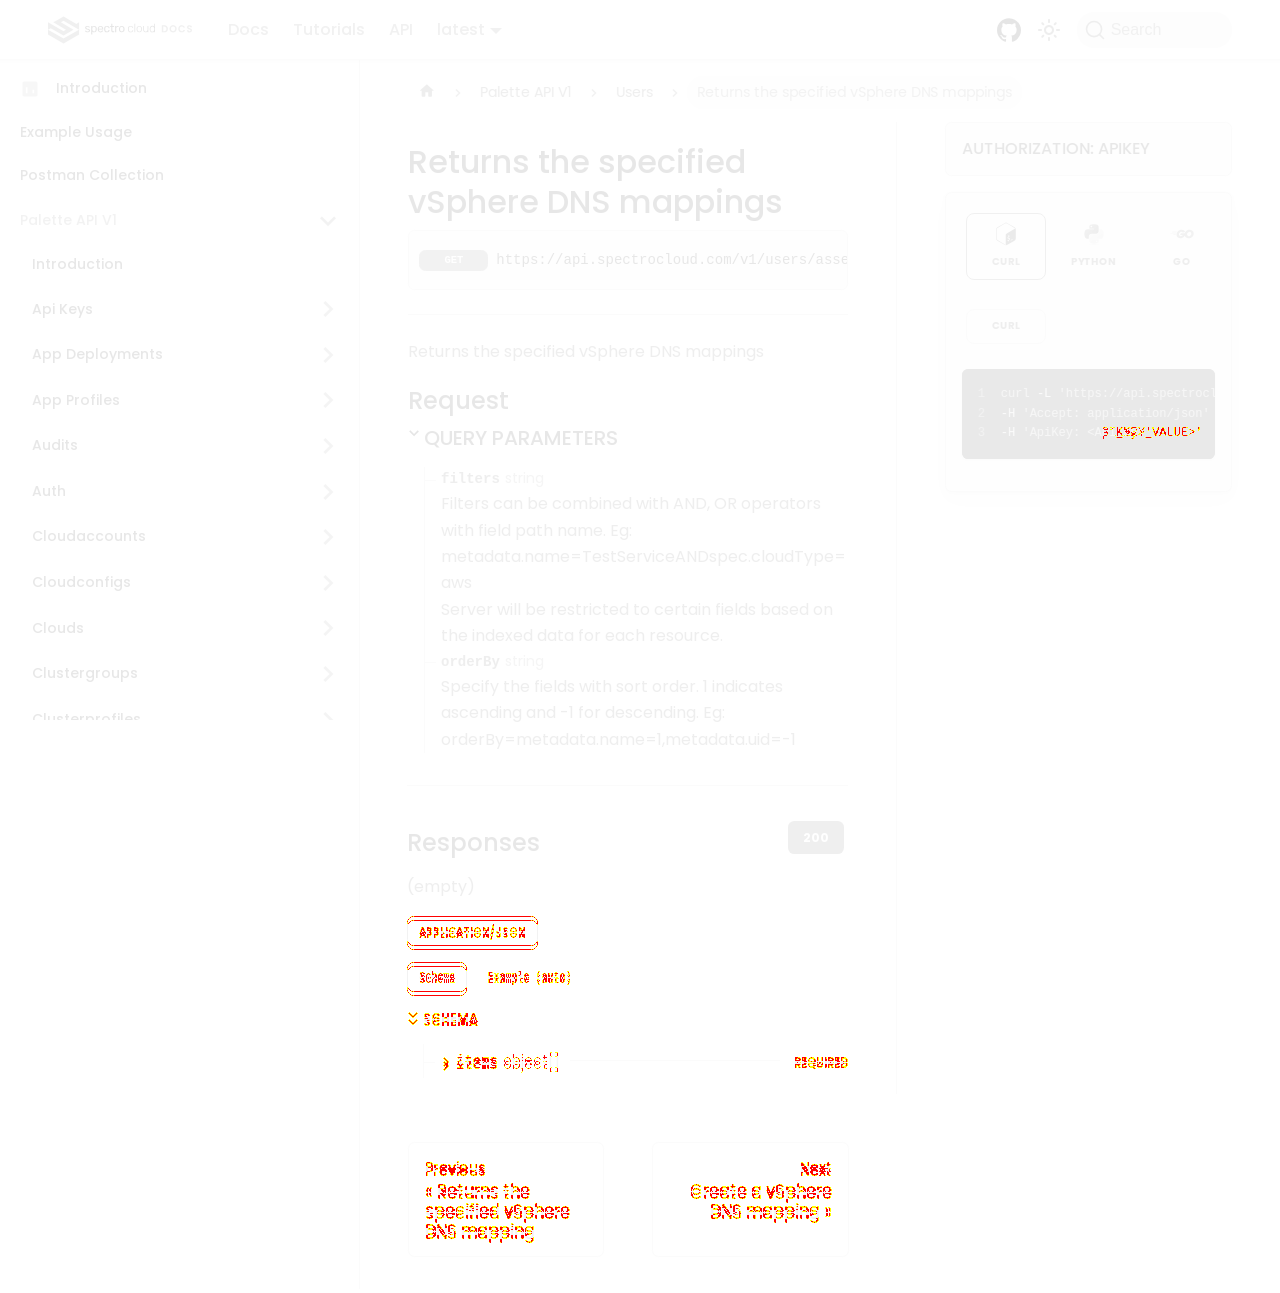 spectro cloud DOCS
Docs
Tutorials
API
latest
Search
Introduction
Example Usage
Postman Collection
Palette API V1
Introduction
Api Keys
App Deployments
App Profiles
Audits
Auth
Cloudaccounts
Cloudconfigs
Clouds
Clustergroups
Clusterprofiles
Palette API V1
Users
Returns the specified vSphere DNS mappings
Returns the specified
vSphere DNS mappings
GET https://api.spectrocloud.com/v1/users/asse
Returns the specified vSphere DNS mappings
Request
QUERY PARAMETERS
filters string
Filters can be combined with AND, OR operators
with field path name. Eg:
metadata.name=TestServiceANDspec.cloudType=
aws
Server will be restricted to certain fields based on
the indexed data for each resource.
orderBy string
Specify the fields with sort order. 1 indicates
ascending and -1 for descending. Eg:
orderBy=metadata.name=1,metadata.uid=-1
Responses
200
(empty)
APPLICATION/JSON
Schema
Example (auto)
SCHEMA
items object[]
REQUIRED
Previous
« Returns the
specified vSphere
DNS mapping
Next
Create a vSphere
DNS mapping »
AUTHORIZATION: APIKEY
CURL
PYTHON
GO
GO
CURL
1 curl -L 'https://api.spectrocl
2 -H 'Accept: application/json'
3 -H 'ApiKey: <A VALUE>'